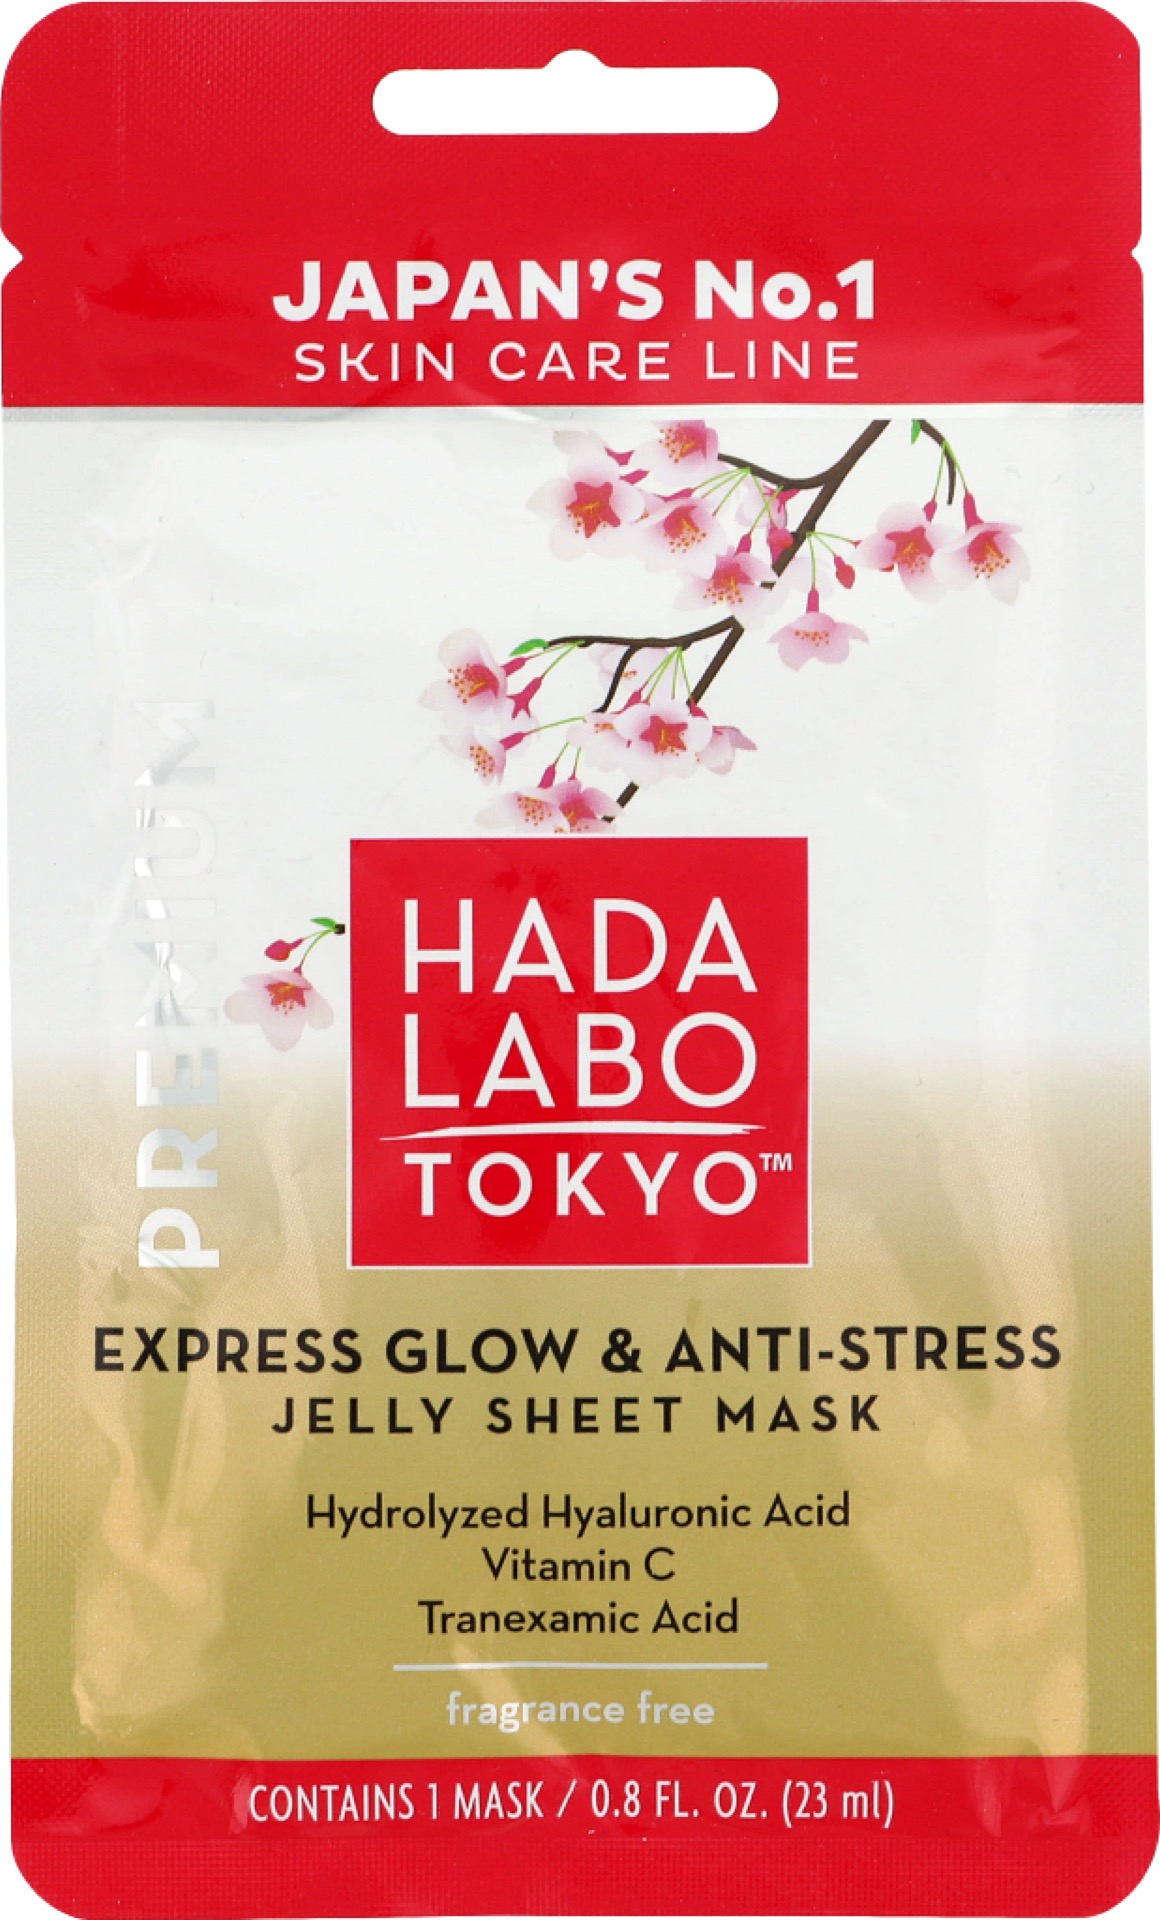 JAPAN'S No.1
SKIN CARE LINE
PREMIUM
HADA
LABO
TOKYO™
EXPRESS GLOW & ANTI-STRESS
JELLY SHEET MASK
Hydrolyzed Hyaluronic Acid
Vitamin C
Tranexamic Acid
fragrance free
CONTAINS 1 MASK / 0.8 FL. OZ. (23 ml)